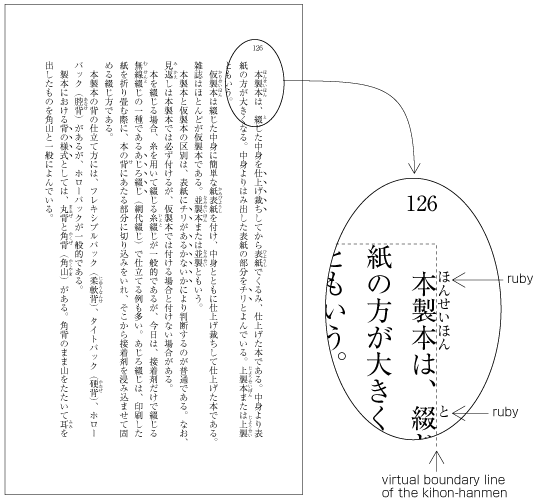 126
本製本は、綴じた中身を仕上げ裁ちしてから表紙でくるみ、仕上げた本である。中身より表
紙の方が大きくなる。中身よりはみ出した表紙の部分をチリとよんでいる。上製本または上製
ともいう。
仮製本は綴じた中身に簡単な紙表紙を付け、中身とともに仕上げ裁ちして仕上げた本である。
雑誌はほとんどが仮製本である。並製本または並製ともいう。
本製本と仮製本の区別は、表紙にチリがあるかないかにより判断するのが普通である。なお、
見返しは本製本では必ず付けるが、仮製本では付ける場合と付けない場合がある。
本を綴じる場合、糸を用いて綴じる糸綴じが一般的であるが、今日は、接着剤だけで綴じる
無線綴じの一種であるあじろ綴じ（網代綴じ）で仕立てる例も多い。あじろ綴じは、印刷した
紙を折り畳む際に、本の背にあたる部分に切り込みをいれ、そこから接着剤を浸み込ませて固
める綴じ方である。
本製本の背の仕立て方には、フレキシブルバック（柔軟背）、タイトバック（硬背）、ホロー
バック（腔背）があるが、ホローバックが一般的である。
製本における背の様式としては、丸背と角背（角山）がある。角背のまま山をたたいて耳を
出したものを角山と一般によんでいる。
126
ほんせいほん
と
本製本は、綴じ
紙の方が大きく
ともいう。
ruby
ruby
virtual boundary line
of the kihon-hanmen